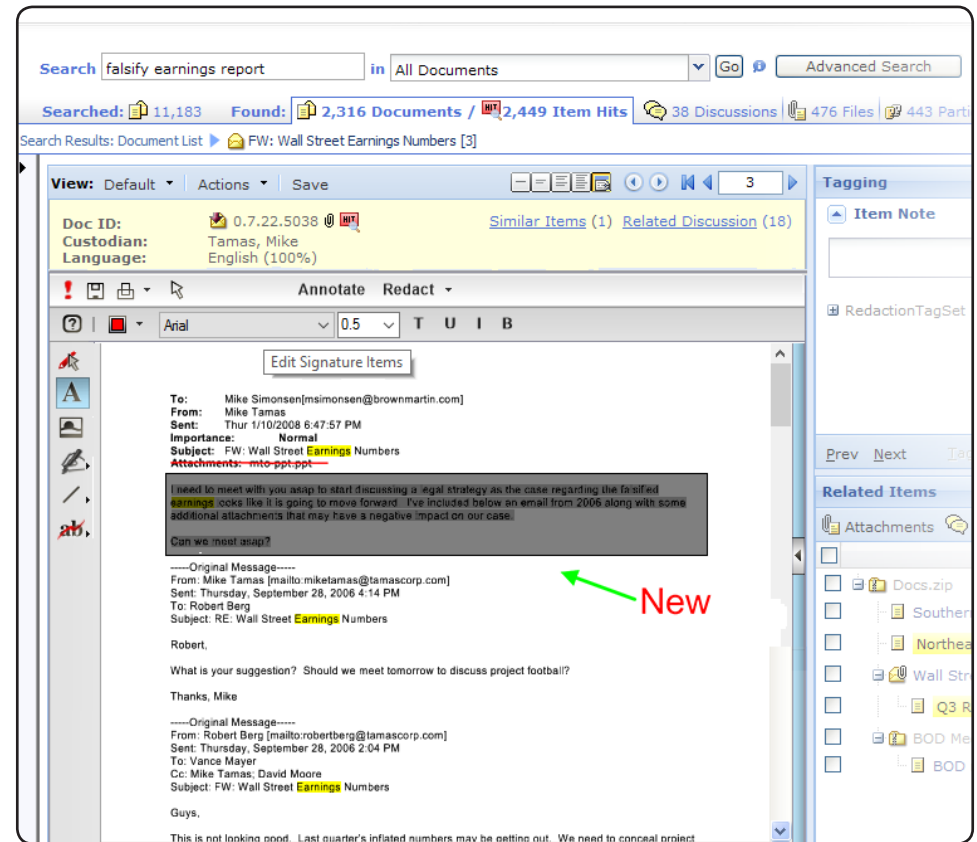 Search falsify earnings report in All Documents Go Advanced Search
Searched: 11,183 Found: 2,316 Documents / HIT 2,449 Item Hits 38 Discussions 476 Files 443 Parti
Search Results: Document List FW: Wall Street Earnings Numbers [3]
View: Default Actions Save 3
Doc ID: 0.7.22.5038 HIT Similar Items (1) Related Discussion (18)
Custodian: Tamas, Mike
Language: English (100%)
Annotate Redact
Arial 0.5 T U I B
Edit Signature Items
A
ab
To: Mike Simonsen[msimonsen@brownmartin.com]
From: Mike Tamas
Sent: Thur 1/10/2008 6:47:57 PM
Importance: Normal
Subject: FW: Wall Street Earnings Numbers
Attachments: mto-ppt.ppt
I need to meet with you asap to start discussing a legal strategy as the case regarding the falsified
earnings looks like it is going to move forward. I've included below an email from 2006 along with some
additional attachments that may have a negative impact on our case.
Can we meet asap?
-----Original Message-----
From: Mike Tamas [mailto:miketamas@tamascorp.com]
Sent: Thursday, September 28, 2006 4:14 PM
To: Robert Berg
Subject: RE: Wall Street Earnings Numbers
New
Robert,
What is your suggestion? Should we meet tomorrow to discuss project football?
Thanks, Mike
-----Original Message-----
From: Robert Berg [mailto:robertberg@tamascorp.com]
Sent: Thursday, September 28, 2006 2:04 PM
To: Vance Mayer
Cc: Mike Tamas; David Moore
Subject: FW: Wall Street Earnings Numbers
Guys,
This is not looking good. Last quarter's inflated numbers may be getting out. We need to conceal project
Tagging
Item Note
RedactionTagSet
Prev Next
Related Items
Attachments
Docs.zip
Southern
Northea
Wall Str
Q3 R
BOD Me
BOD